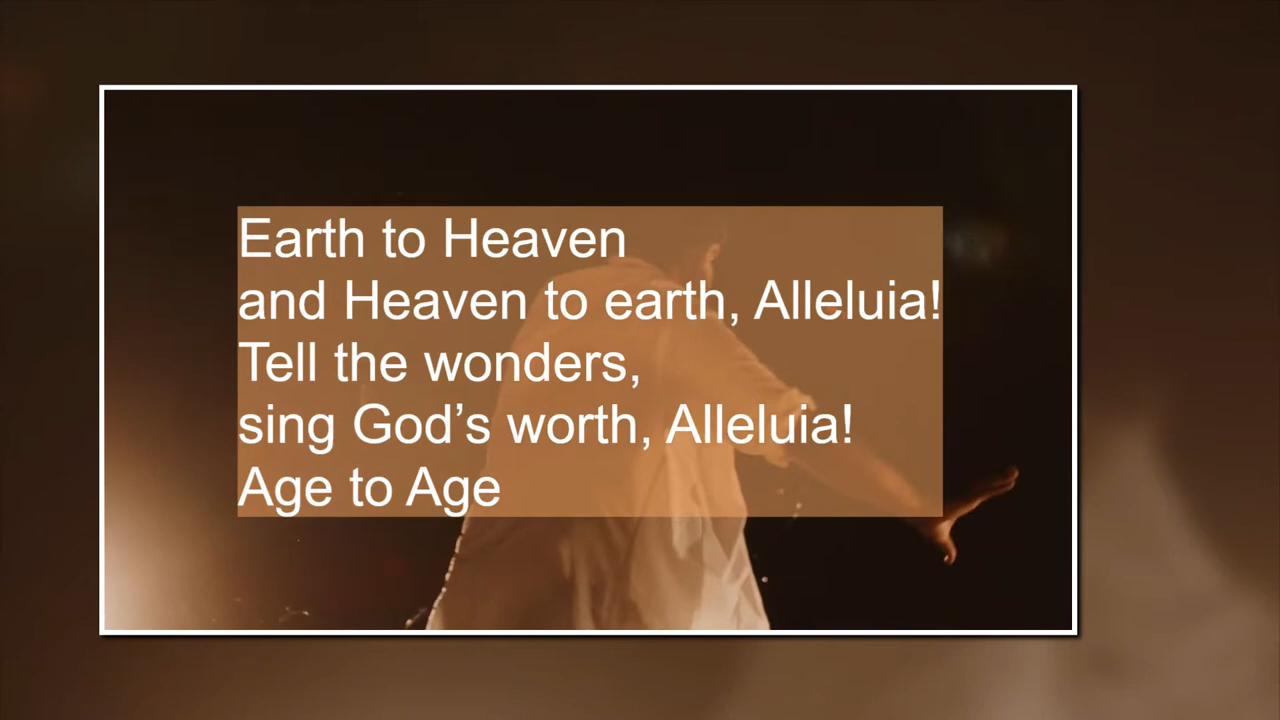 Earth to Heaven
and Heaven to earth, Alleluia!
Tell the wonders,
sing God’s worth, Alleluia!
Age to Age